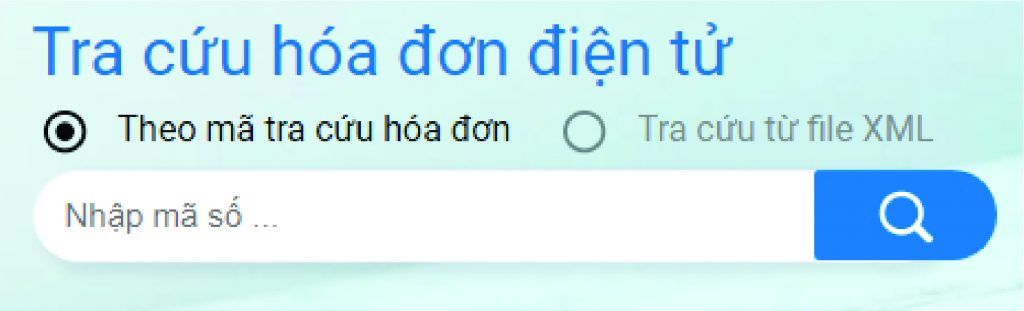 Tra cứu hóa đơn điện tử
Theo mã tra cứu hóa đơn Tra cứu từ file XML
Nhập mã số ...